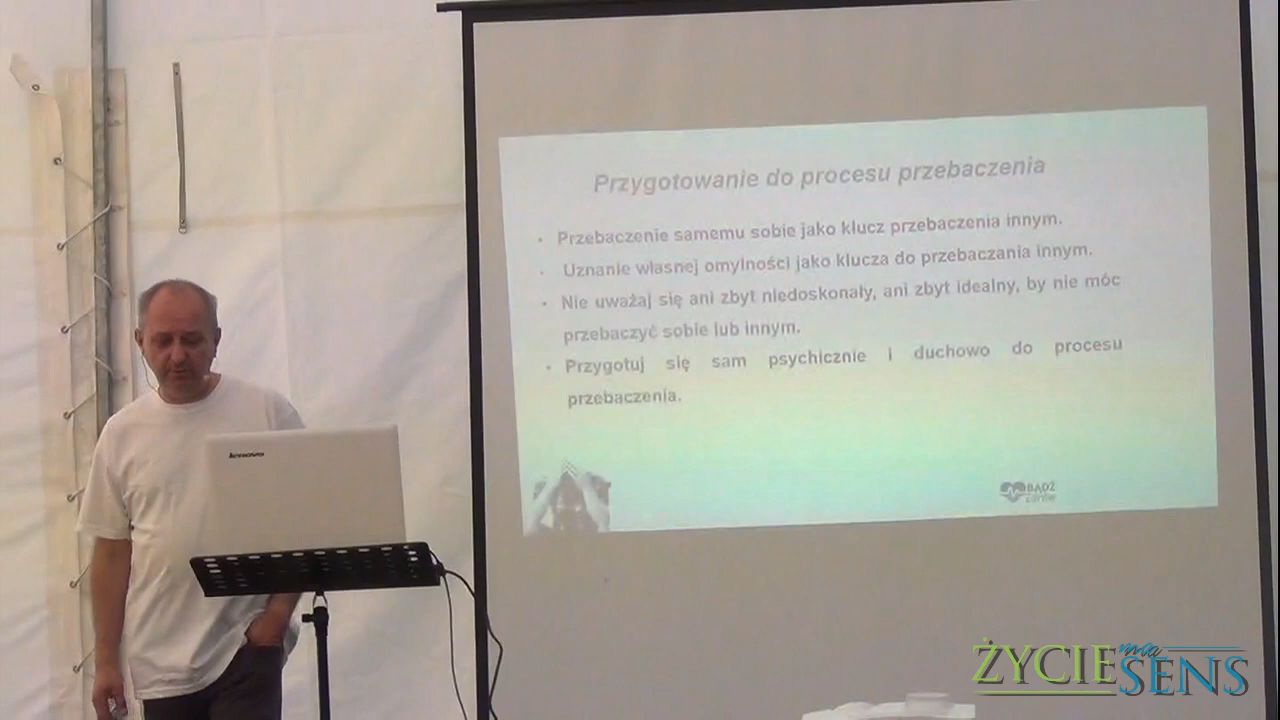 Przygotowanie do procesu przebaczenia
• Przebaczenie samemu sobie jako klucz przebaczenia innym.
• Uznanie własnej omylności jako klucza do przebaczania innym.
• Nie uważaj się ani zbyt niedoskonały, ani zbyt idealny, by nie móc
przebaczyć sobie lub innym.
• Przygotuj się sam psychicznie i duchowo do procesu
przebaczenia.
BĄDŹ
lenovo
ŻYCIE ma SENS